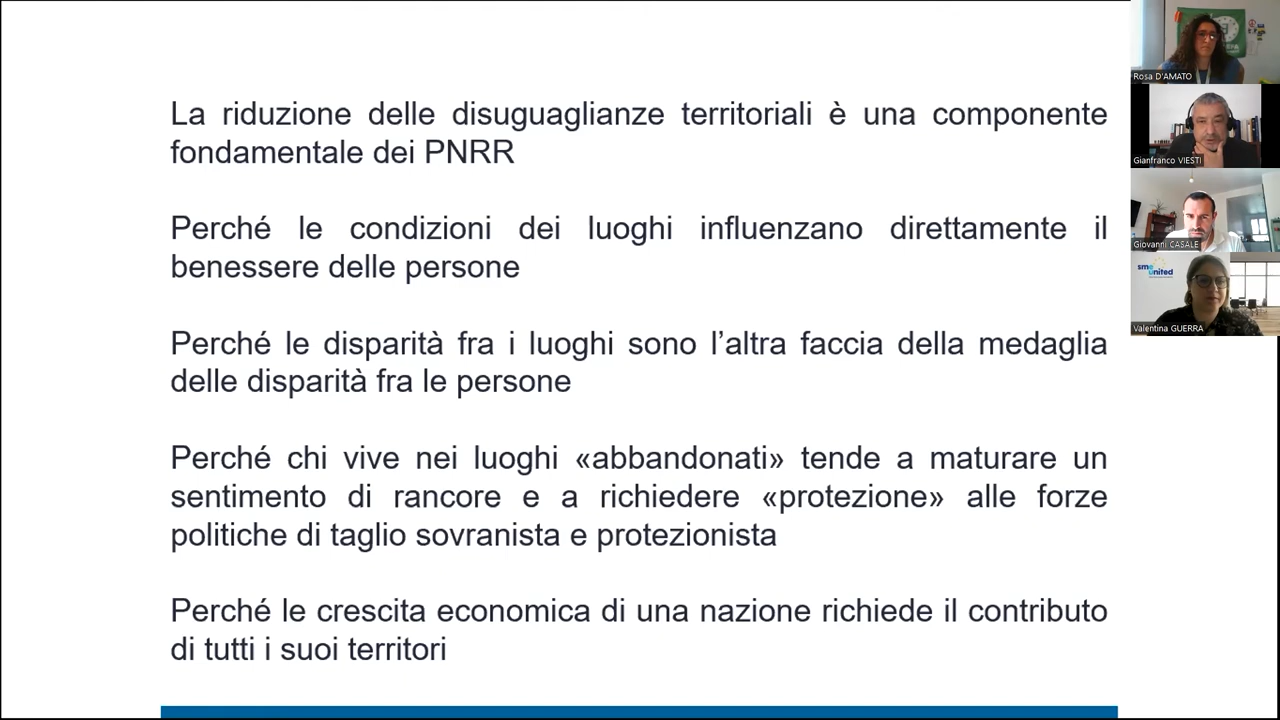 La riduzione delle disuguaglianze territoriali è una componente
fondamentale dei PNRR
Perché le condizioni dei luoghi influenzano direttamente il
benessere delle persone
Perché le disparità fra i luoghi sono l’altra faccia della medaglia
delle disparità fra le persone
Perché chi vive nei luoghi «abbandonati» tende a maturare un
sentimento di rancore e a richiedere «protezione» alle forze
politiche di taglio sovranista e protezionista
Perché le crescita economica di una nazione richiede il contributo
di tutti i suoi territori
Rosa D'AMATO
Gianfranco VIESTI
Giovanni CASALE
sme
united
Valentina GUERRA